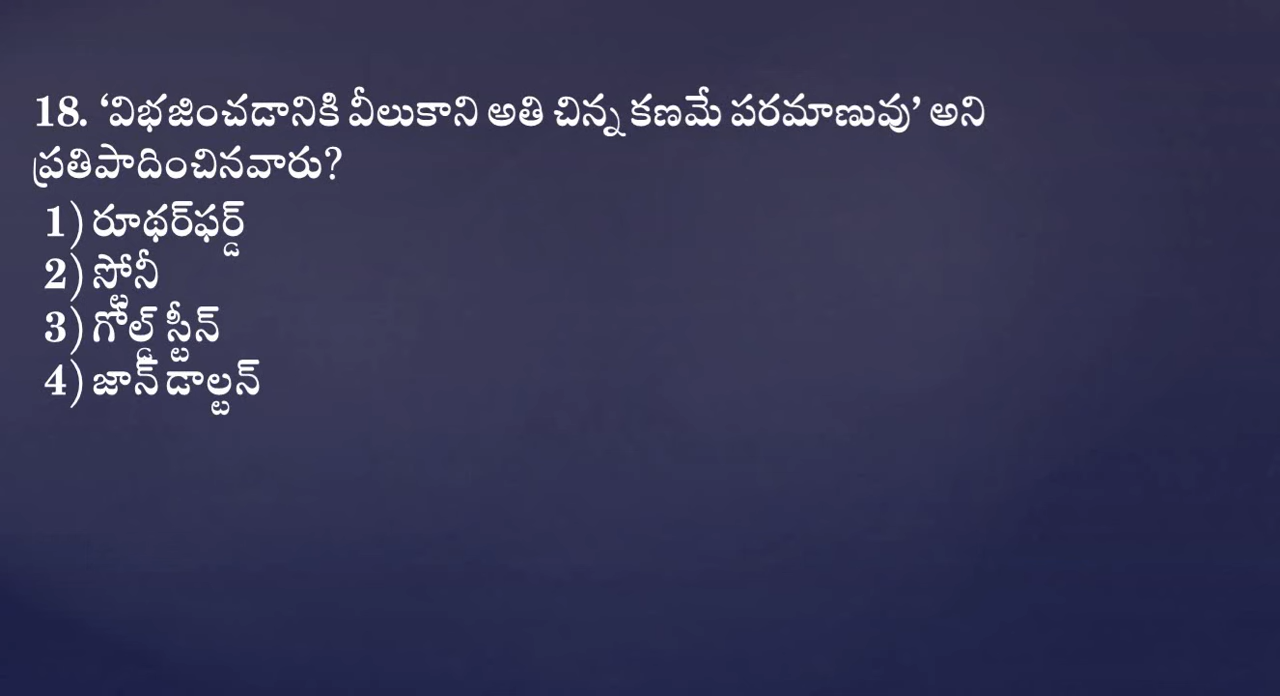 18. ‘విభజించడానికి వీలుకాని అతి చిన్న కణమే పరమాణువు’ అని
ప్రతిపాదించినవారు?
1) రూథర్‌ఫర్డ్
2) స్టోనీ
3) గోల్డ్ స్టీన్
4) జాన్ డాల్టన్